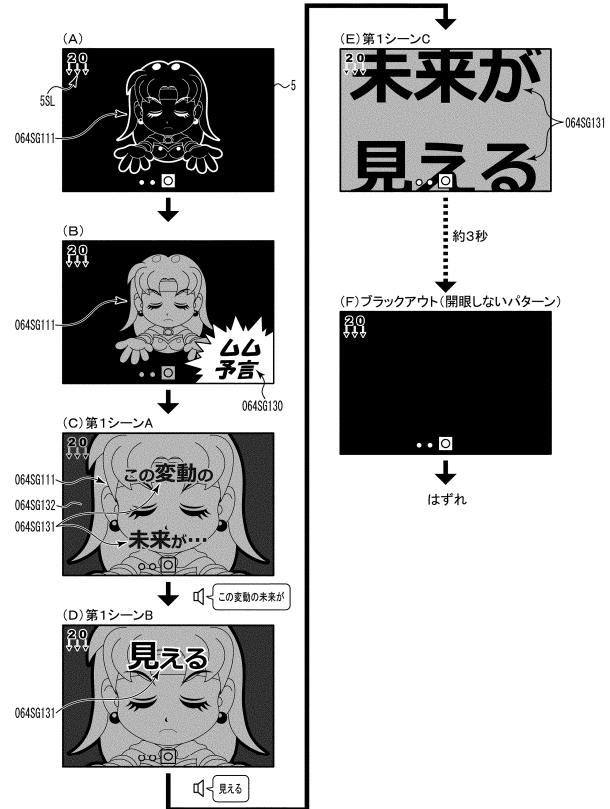 (A)
20
5SL
5
064SG111
(B)
20
064SG111
ムム
予言
064SG130
(C)第1シーンA
20
064SG111
064SG132
064SG131
この変動の
未来が…
この変動の未来が
(D)第1シーンB
20
見える
064SG131
見える
(E)第1シーンC
20
未来が
見える
064SG131
約3秒
(F)ブラックアウト(開眼しないパターン)
20
はずれ